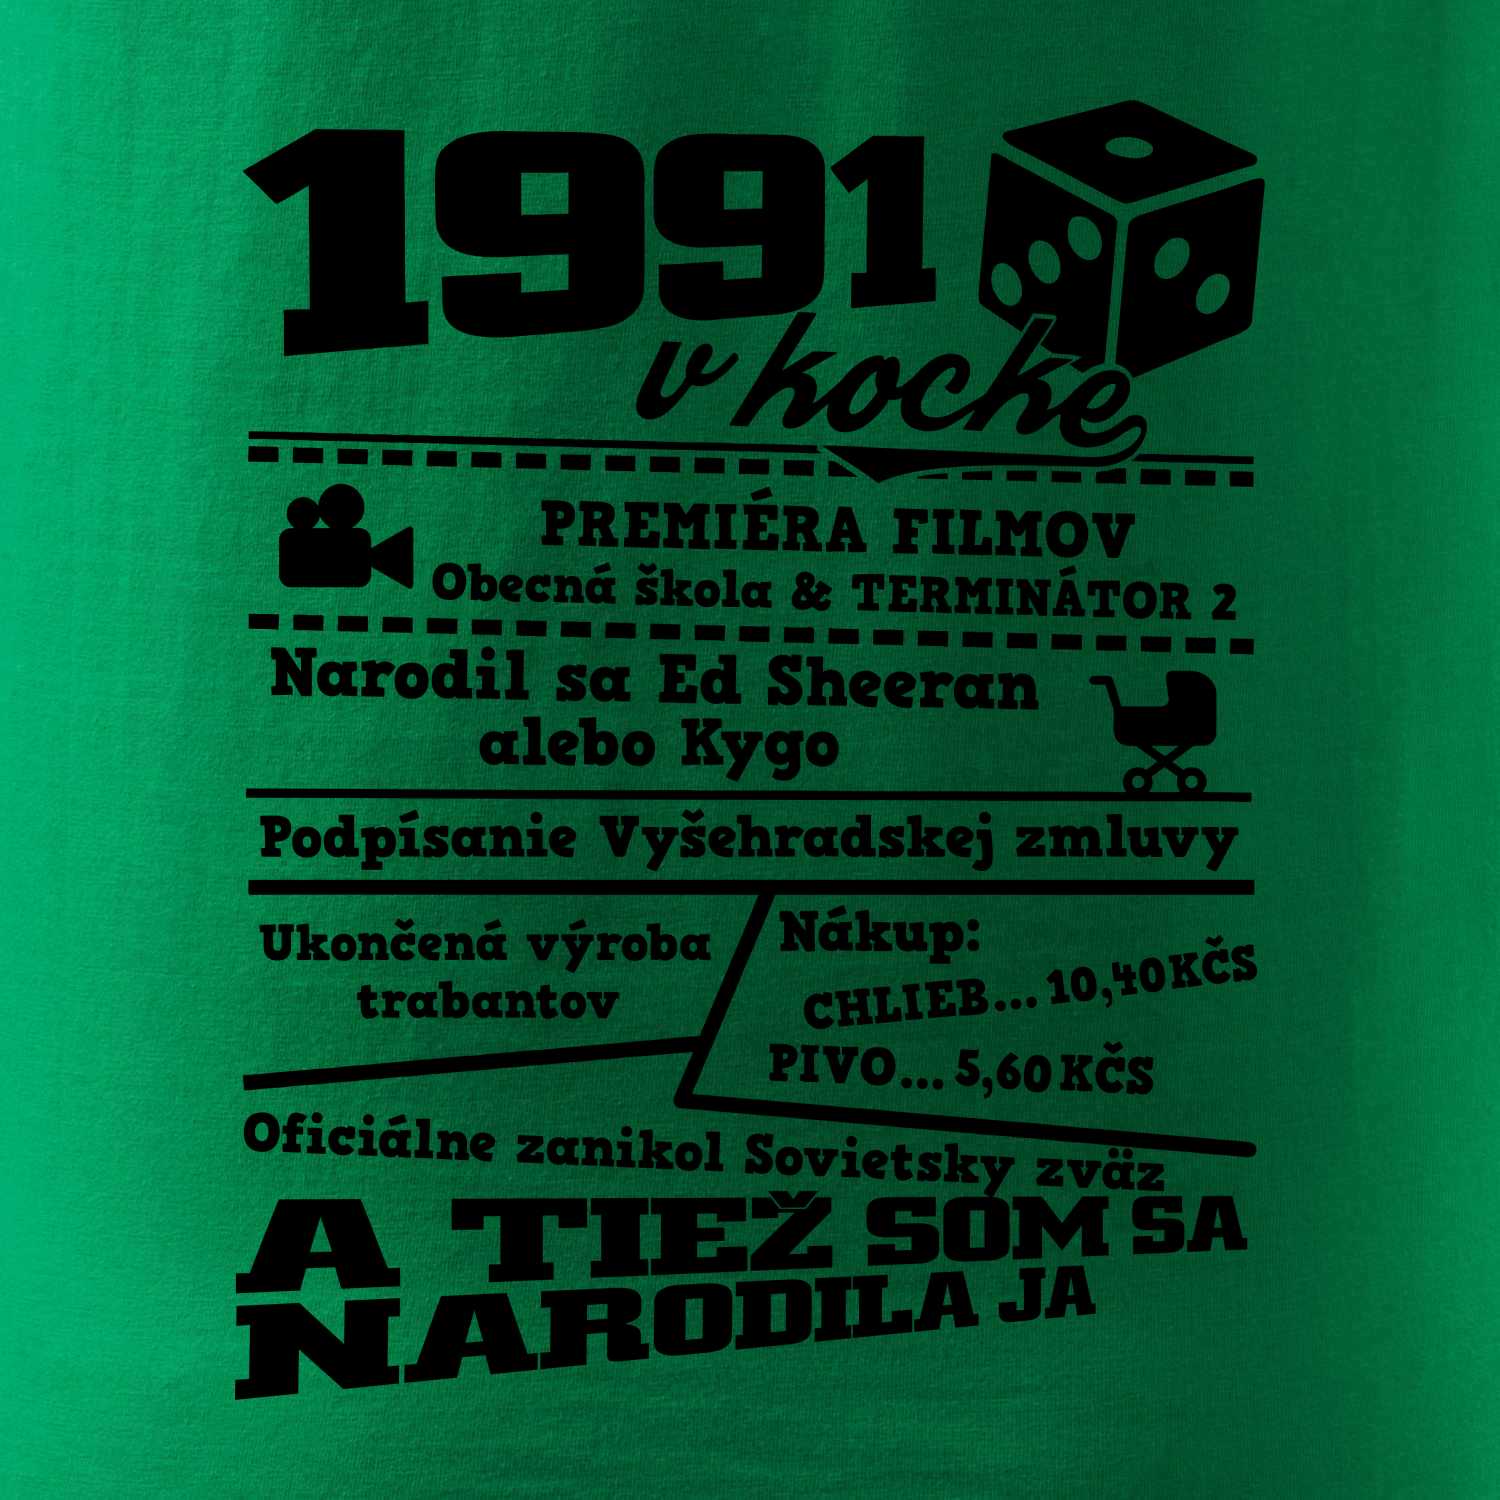 1991
v kocke
PREMIÉRA FILMOV
Obecná škola & TERMINÁTOR 2
Narodil sa Ed Sheeran
alebo Kygo
Podpísanie Vyšehradskej zmluvy
Ukončená výroba
trabantov
Nákup:
CHLIEB... 10,40KČS
PIVO... 5,60KČS
Oficiálne zanikol Sovietsky zväz
A TIEŽ SOM SA
NARODILA JA